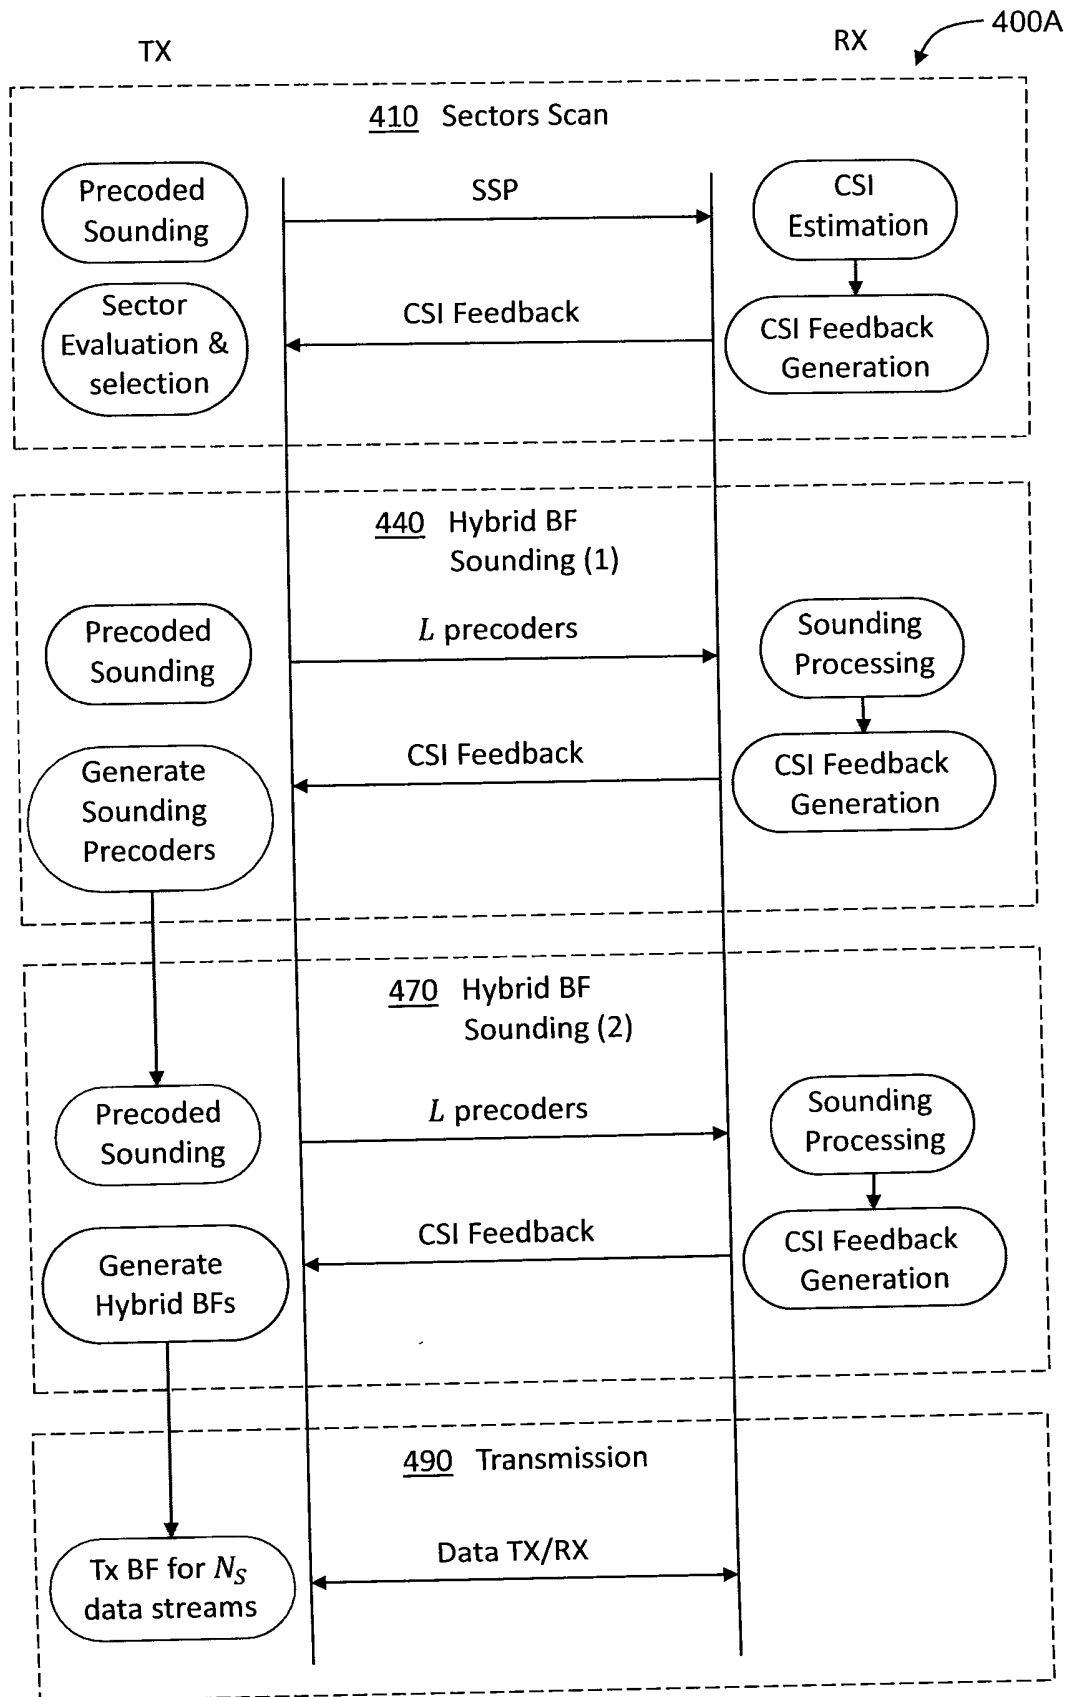 400A
TX
RX
410 Sectors Scan
Precoded
Sounding
SSP
CSI
Estimation
Sector
Evaluation &
selection
CSI Feedback
CSI Feedback
Generation
440 Hybrid BF
Sounding (1)
Precoded
Sounding
L precoders
Sounding
Processing
Generate
Sounding
Precoders
CSI Feedback
CSI Feedback
Generation
470 Hybrid BF
Sounding (2)
Precoded
Sounding
L precoders
Sounding
Processing
Generate
Hybrid BFs
CSI Feedback
CSI Feedback
Generation
490 Transmission
Tx BF for N_S
data streams
Data TX/RX